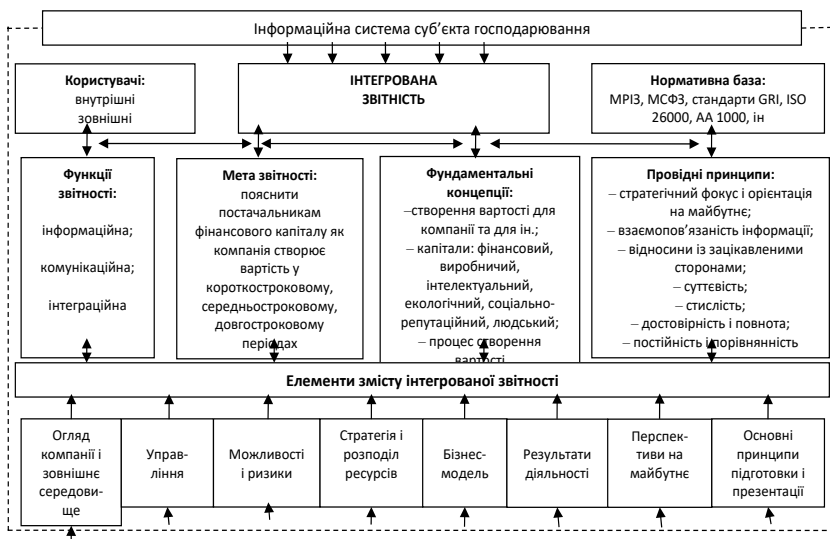 Інформаційна система суб’єкта господарювання
Користувачі:
внутрішні
зовнішні
ІНТЕГРОВАНА
ЗВІТНІСТЬ
Нормативна база:
МРІЗ, МСФЗ, стандарти GRI, ISO
26000, АА 1000, ін
Функції
звітності:
інформаційна;
комунікаційна;
інтеграційна
Мета звітності:
пояснити
постачальникам
фінансового капіталу як
компанія створює
вартість у
короткостроковому,
середньостроковому,
довгостроковому
періодах
Фундаментальні
концепції:
–створення вартості для
компанії та для ін.;
– капітали: фінансовий,
виробничий,
інтелектуальний,
екологічний, соціально-
репутаційний, людський;
– процес створення
вартості
Провідні принципи:
– стратегічний фокус і орієнтація
на майбутнє;
– взаємопов’язаність інформації;
– відносини із зацікавленими
сторонами;
– суттєвість;
– стислість;
– достовірність і повнота;
– постійність і порівнянність
Елементи змісту інтегрованої звітності
Огляд
компанії і
зовнішнє
середови-
ще
Управ-
ління
Можливості
і ризики
Стратегія і
розподіл
ресурсів
Бізнес-
модель
Результати
діяльності
Перспек-
тиви на
майбутнє
Основні
принципи
підготовки і
презентації